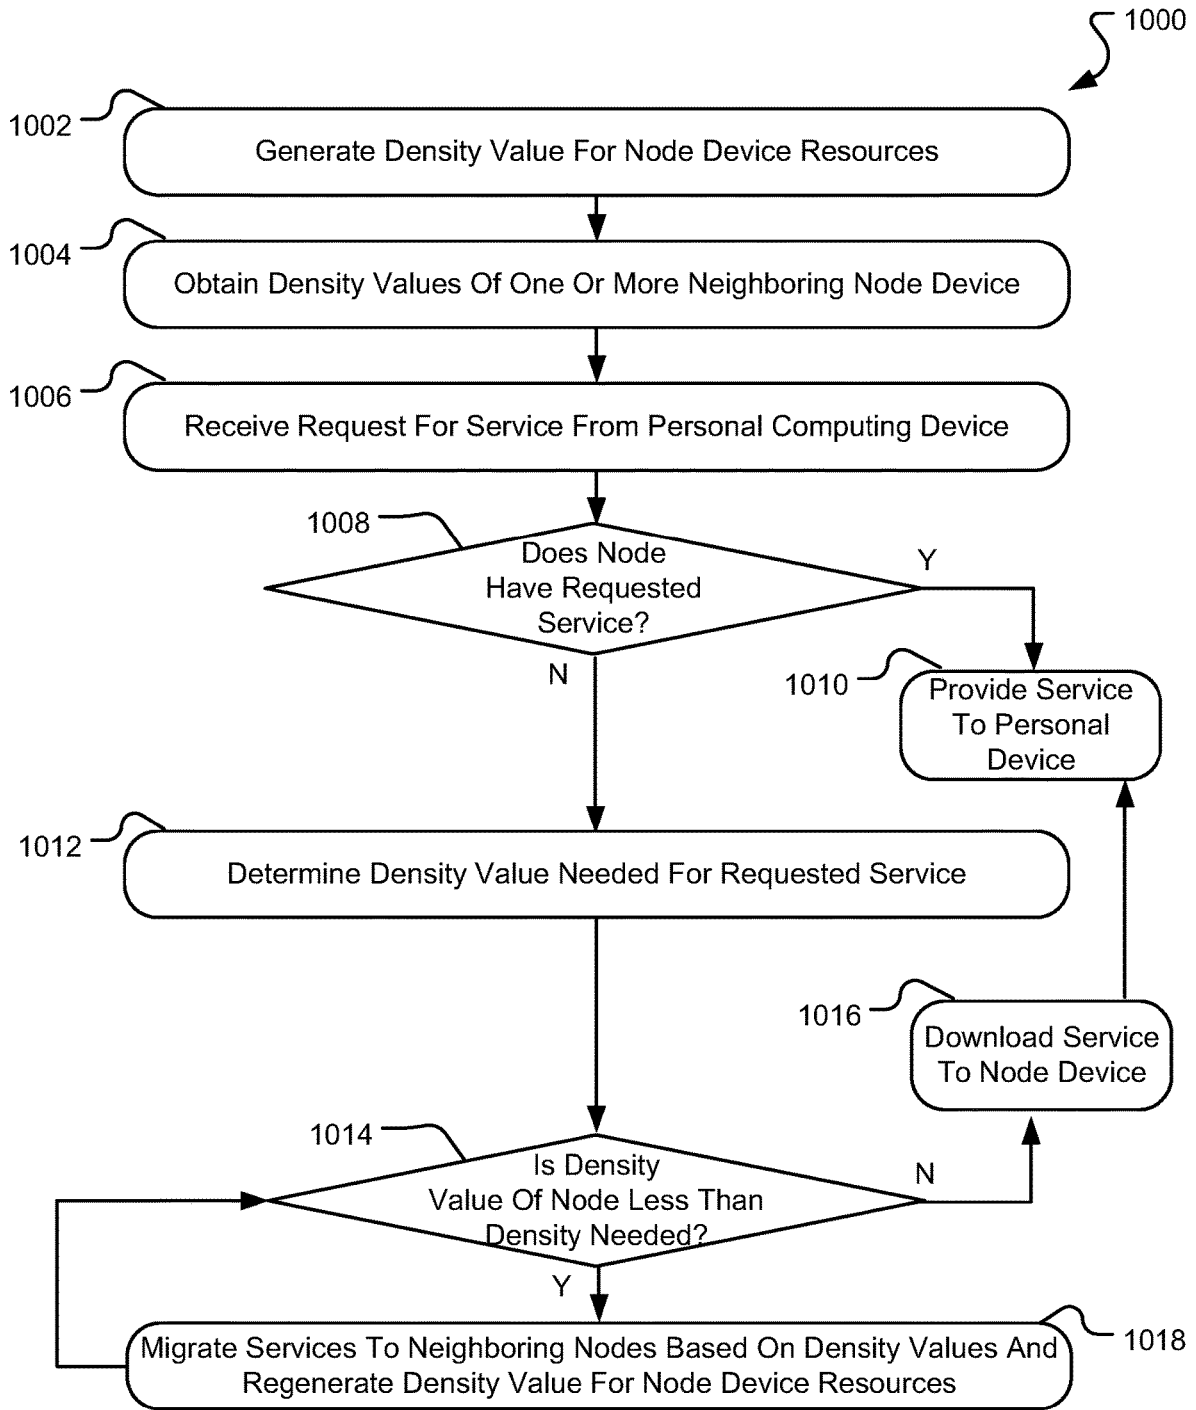 1000
1002
Generate Density Value For Node Device Resources
1004
Obtain Density Values Of One Or More Neighboring Node Device
1006
Receive Request For Service From Personal Computing Device
1008
Does Node
Have Requested
Service?
Y
N
1010
Provide Service
To Personal
Device
1012
Determine Density Value Needed For Requested Service
1016
Download Service
To Node Device
1014
Is Density
Value Of Node Less Than
Density Needed?
N
Y
1018
Migrate Services To Neighboring Nodes Based On Density Values And
Regenerate Density Value For Node Device Resources